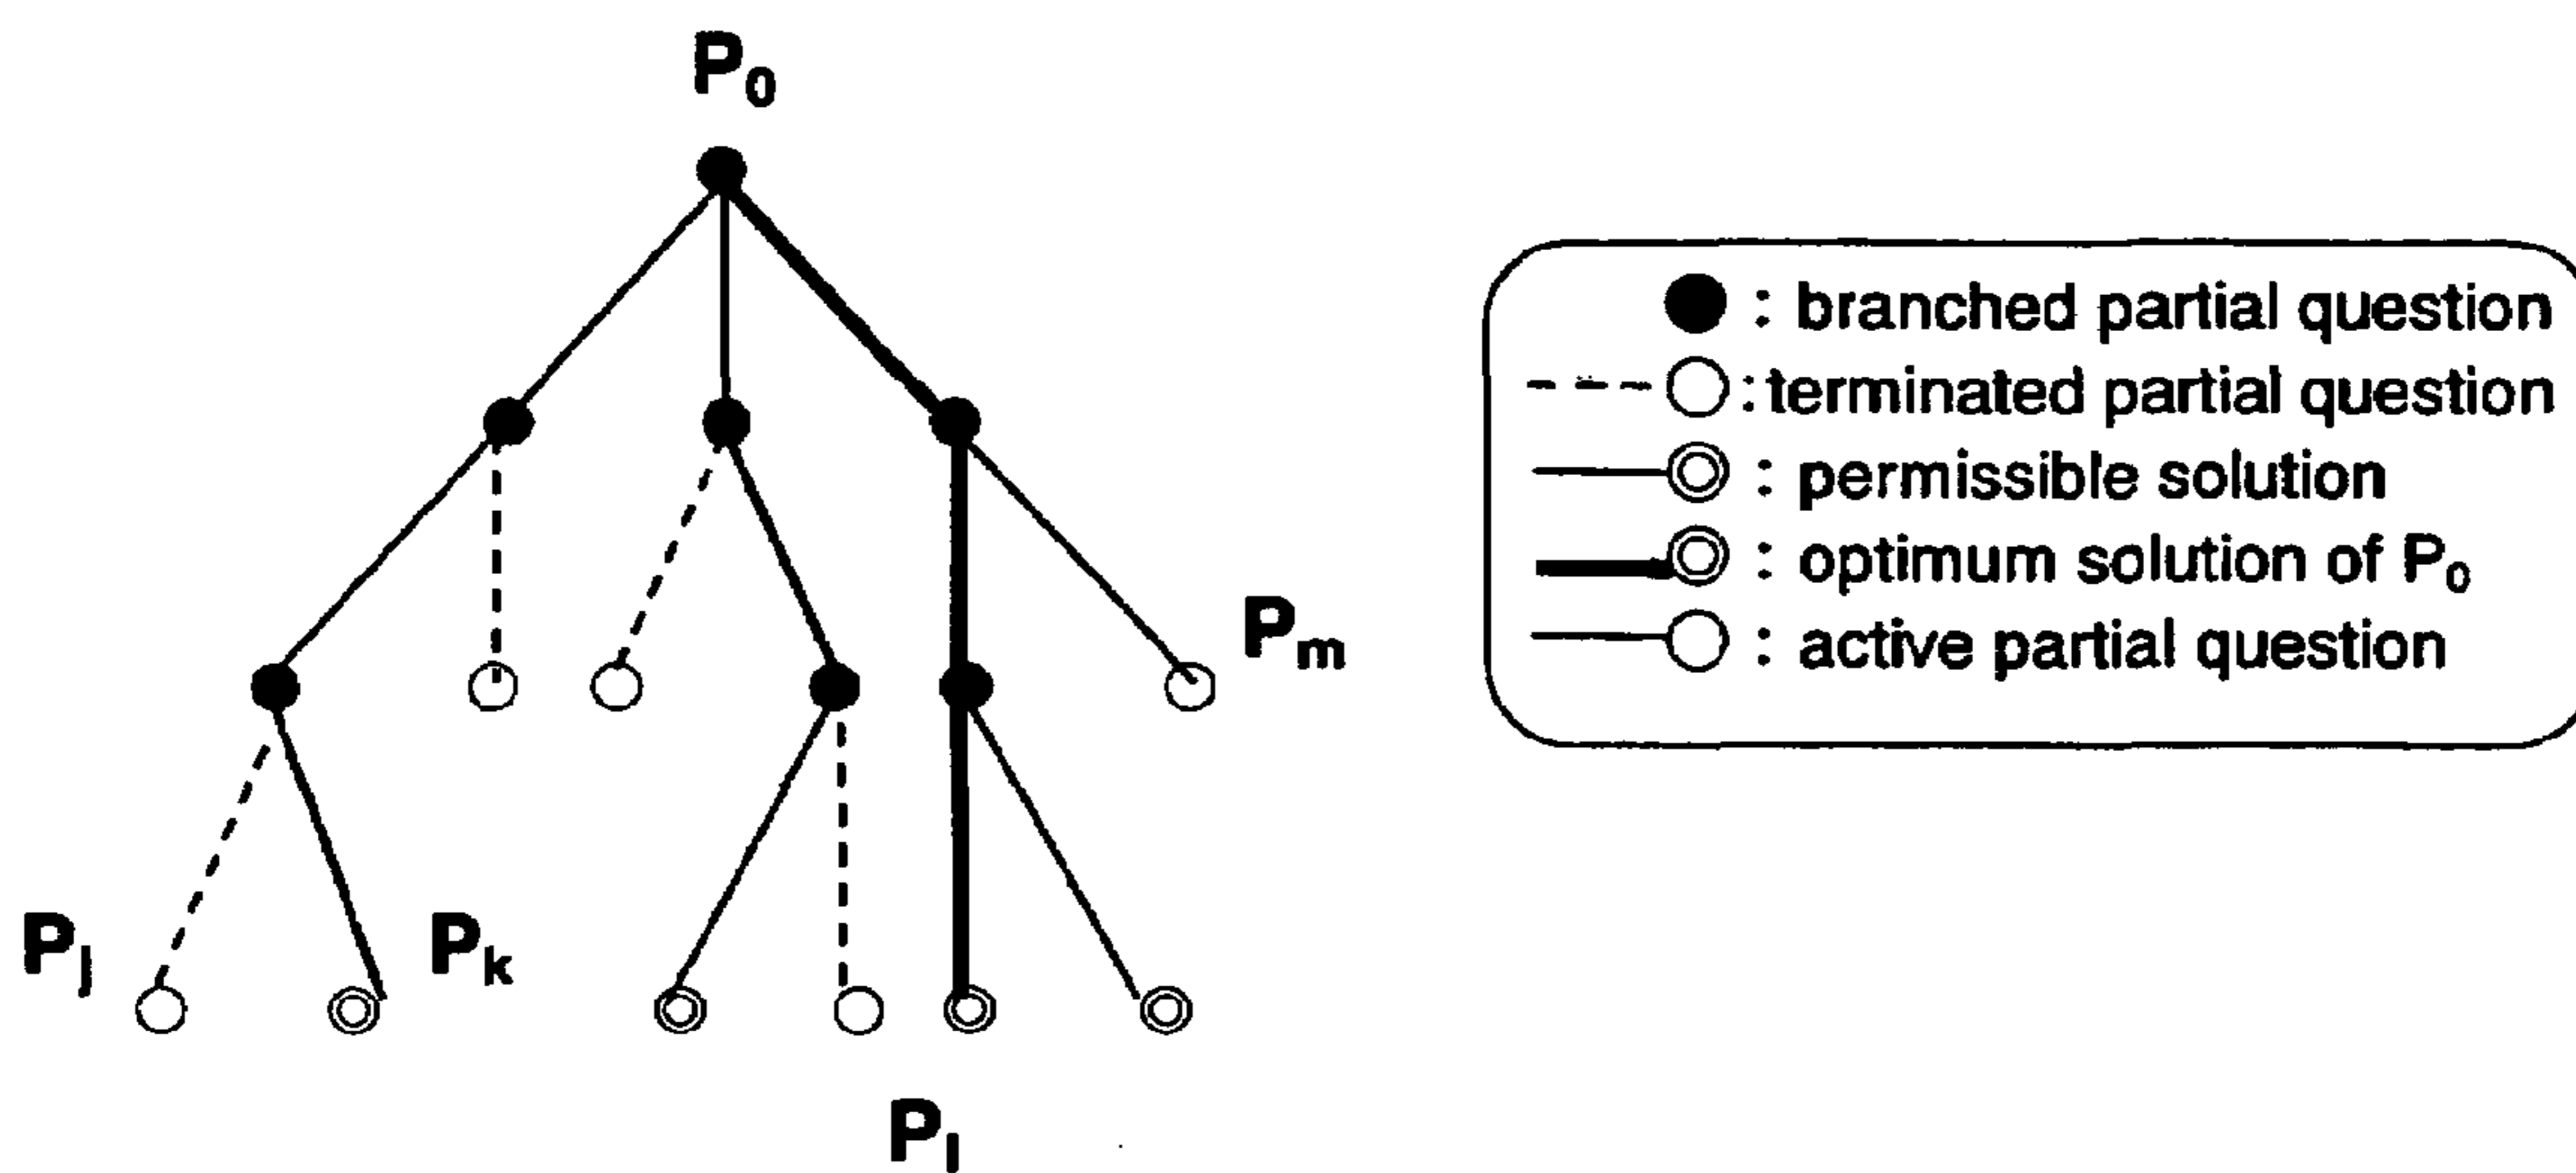 P₀
Pₘ
Pⱼ
Pₖ
Pₗ
: branched partial question
: terminated partial question
: permissible solution
: optimum solution of P₀
: active partial question